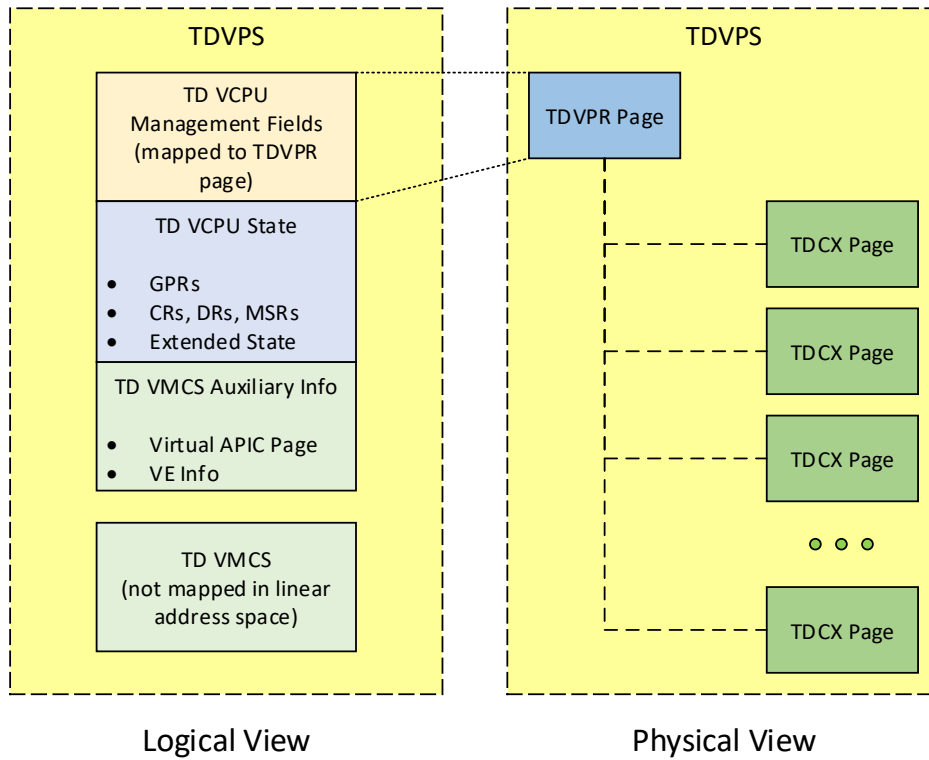 TDVPS
TD VCPU
Management Fields
(mapped to TDVPR
page)
TD VCPU State
• GPRs
• CRs, DRs, MSRs
• Extended State
TD VMCS Auxiliary Info
• Virtual APIC Page
• VE Info
TD VMCS
(not mapped in linear
address space)
Logical View
TDVPS
TDVPR Page
TDCX Page
TDCX Page
TDCX Page
TDCX Page
Physical View